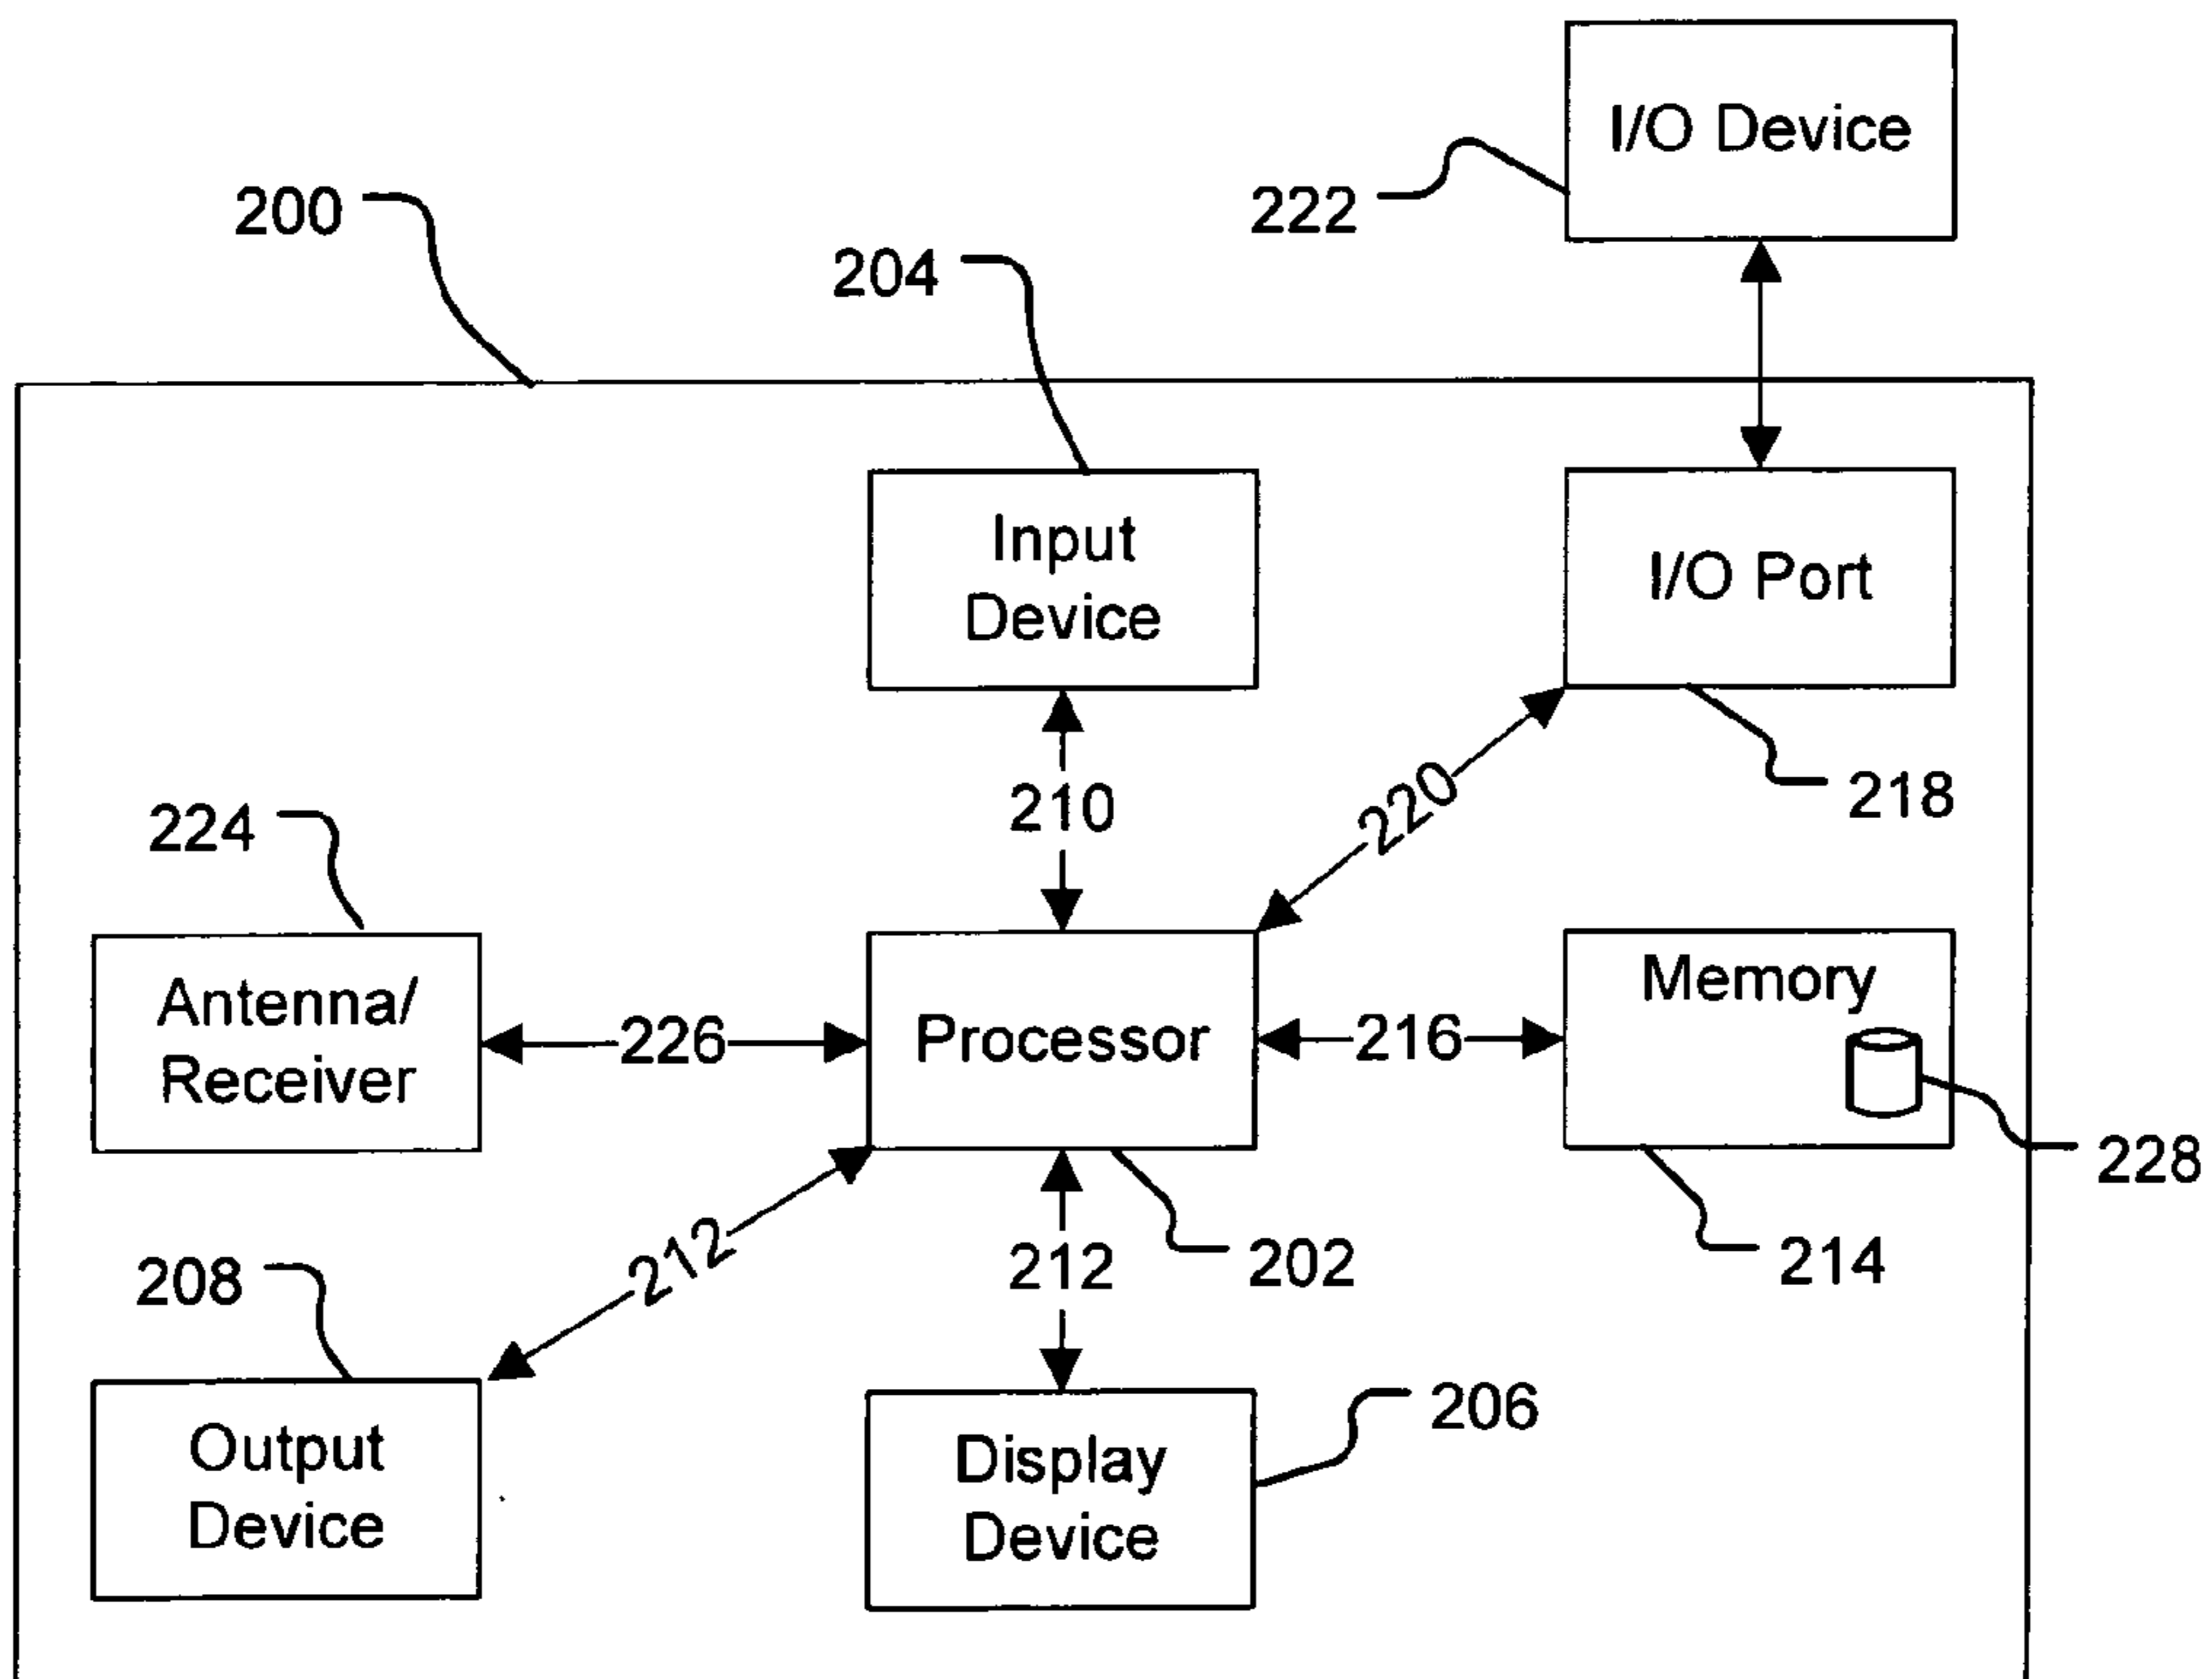 I/O Device
222
200
204
Input
Device
I/O Port
210
220
218
224
Antenna/
Receiver
226
Processor
216
Memory
228
212
212
202
214
208
Output
Device
206
Display
Device